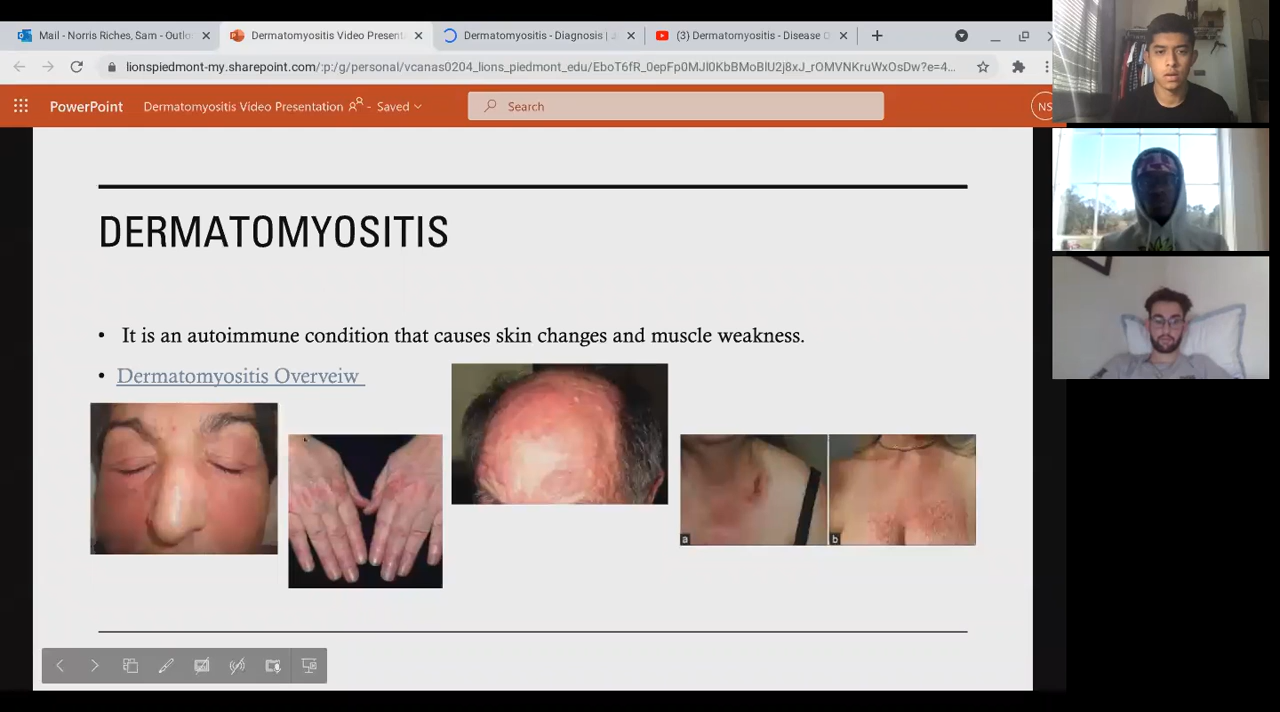 Mail - Norris Riches, Sam - Outlo
Dermatomyositis Video Present
Dermatomyositis - Diagnosis |
(3) Dermatomyositis - Disease O
lionspiedmont-my.sharepoint.com/:p:/g/personal/vcanas0204_lions_piedmont_edu/EboT6fR_0epFp0MJl0KbBMoBlU2j8xJ_rOMVNKruWxOsDw?e=4...
PowerPoint
Dermatomyositis Video Presentation - Saved
Search
NS
DERMATOMYOSITIS
• It is an autoimmune condition that causes skin changes and muscle weakness.
• Dermatomyositis Overveiw
a
b